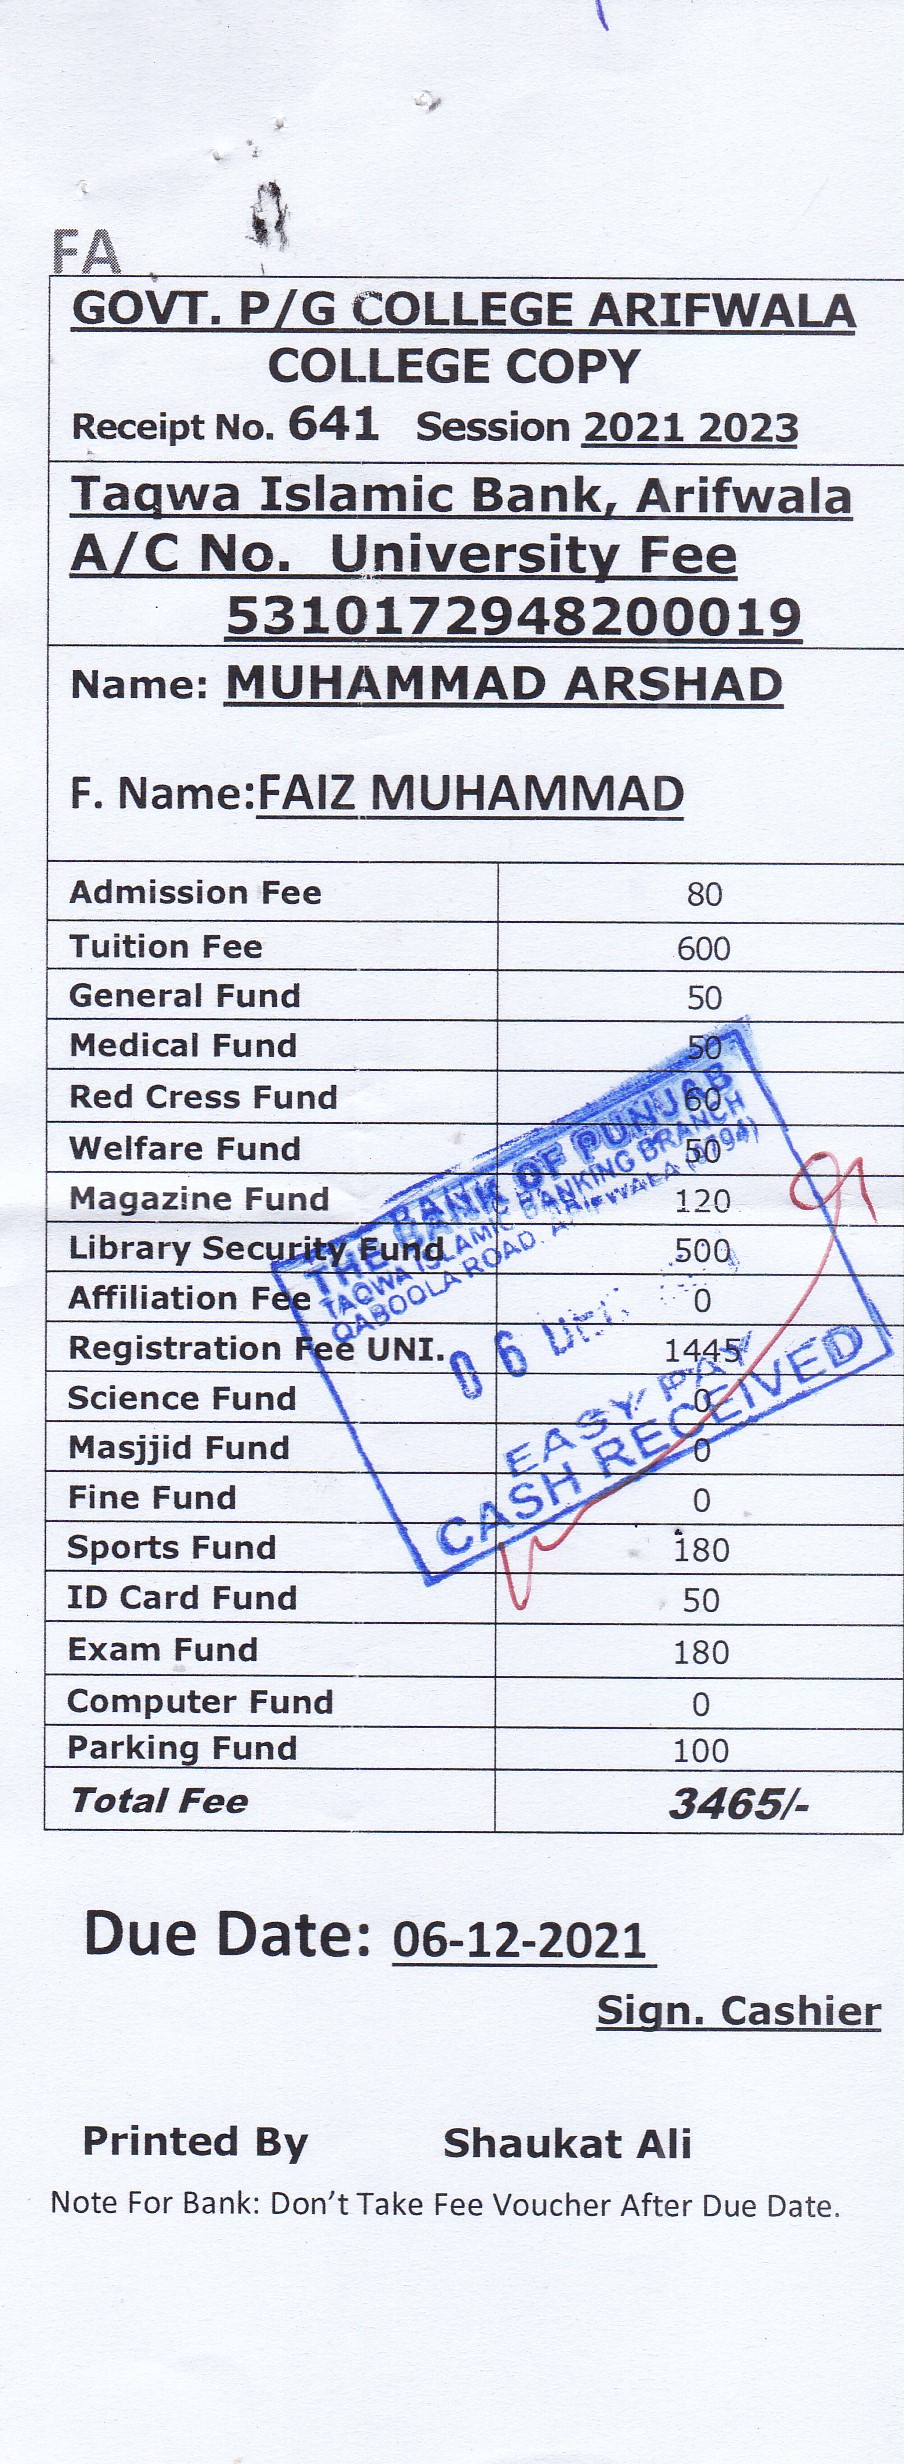 FA
GOVT. P/G COLLEGE ARIFWALA
COLLEGE COPY
Receipt No. 641 Session 2021 2023
Taqwa Islamic Bank, Arifwala
A/C No. University Fee
5310172948200019
Name: MUHAMMAD ARSHAD
F. Name:FAIZ MUHAMMAD
Admission Fee 80
Tuition Fee 600
General Fund 50
Medical Fund 50
Red Cress Fund 60
Welfare Fund 50
Magazine Fund 120
Library Security Fund 500
Affiliation Fee 0
Registration Fee UNI. 1445
Science Fund 0
Masjjid Fund 0
Fine Fund 0
Sports Fund 180
ID Card Fund 50
Exam Fund 180
Computer Fund 0
Parking Fund 100
Total Fee 3465/-
THE BANK OF PUNJAB
TAQWA ISLAMIC BANKING BRANCH
QABOOLA ROAD. ARIFWALA
06 DEC
EASY PAY
CASH RECEIVED
Due Date: 06-12-2021
Sign. Cashier
Printed By Shaukat Ali
Note For Bank: Don't Take Fee Voucher After Due Date.